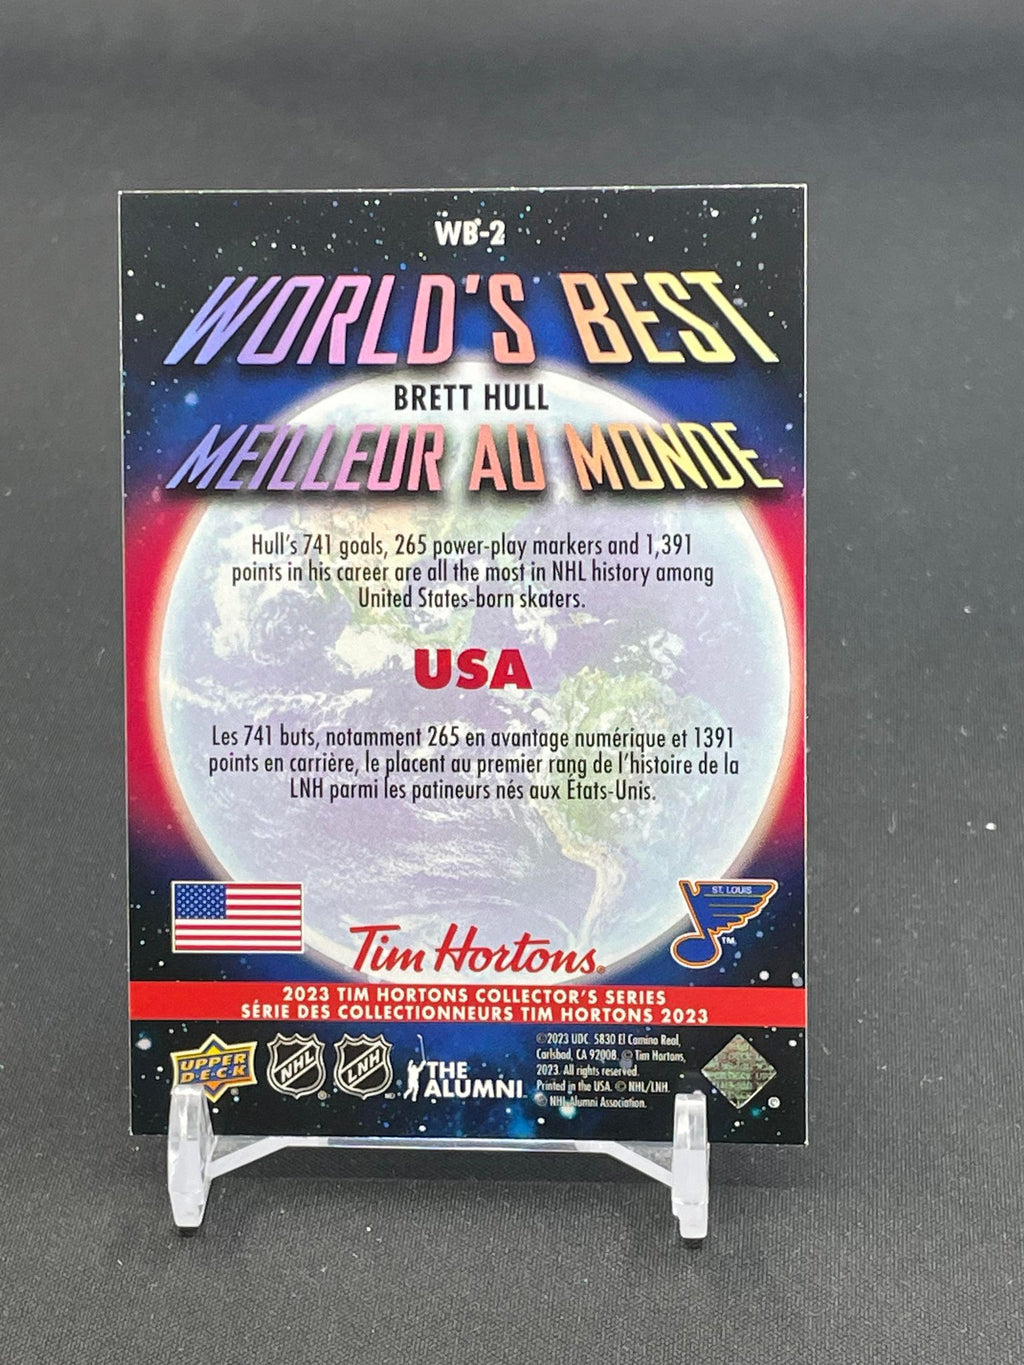 WB-2
WORLD'S BEST
BRETT HULL
MEILLEUR AU MONDE
Hull's 741 goals, 265 power-play markers and 1,391
points in his career are all the most in NHL history among
United States-born skaters.
USA
Les 741 buts, notamment 265 en avantage numérique et 1391
points en carrière, le placent au premier rang de l'histoire de la
LNH parmi les patineurs nés aux États-Unis.
ST. LOUIS
TM
Tim Hortons®
2023 TIM HORTONS COLLECTOR'S SERIES
SÉRIE DES COLLECTIONNEURS TIM HORTONS 2023
UPPER
D·E·C·K
NHL
LNH
THE
ALUMNI
©2023 UDC. 5830 El Camino Real,
Carlsbad, CA 92008. © Tim Hortons,
2023. All rights reserved.
Printed in the USA. © NHL/LNH.
© NHL Alumni Association.